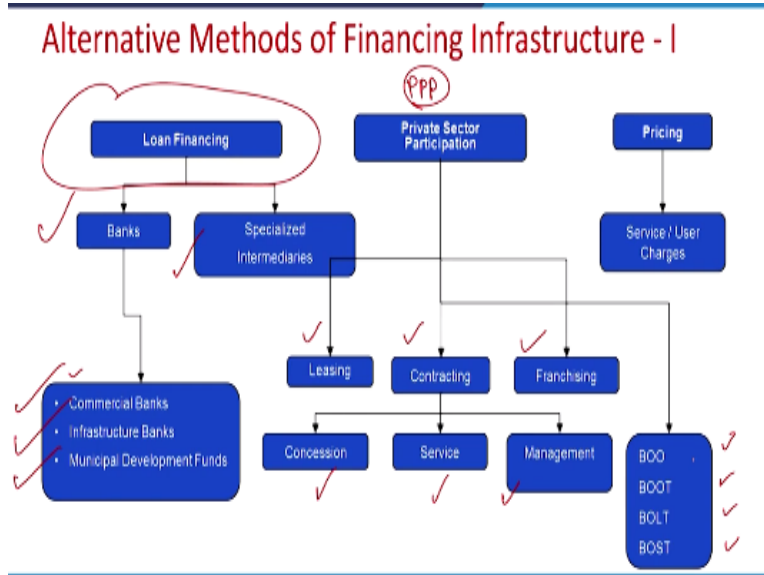 Alternative Methods of Financing Infrastructure - I
PPP
Loan Financing
Private Sector
Participation
Pricing
Banks
Specialized
Intermediaries
Service / User
Charges
Leasing
Contracting
Franchising
• Commercial Banks
• Infrastructure Banks
• Municipal Development Funds
Concession
Service
Management
BOO
BOOT
BOLT
BOST